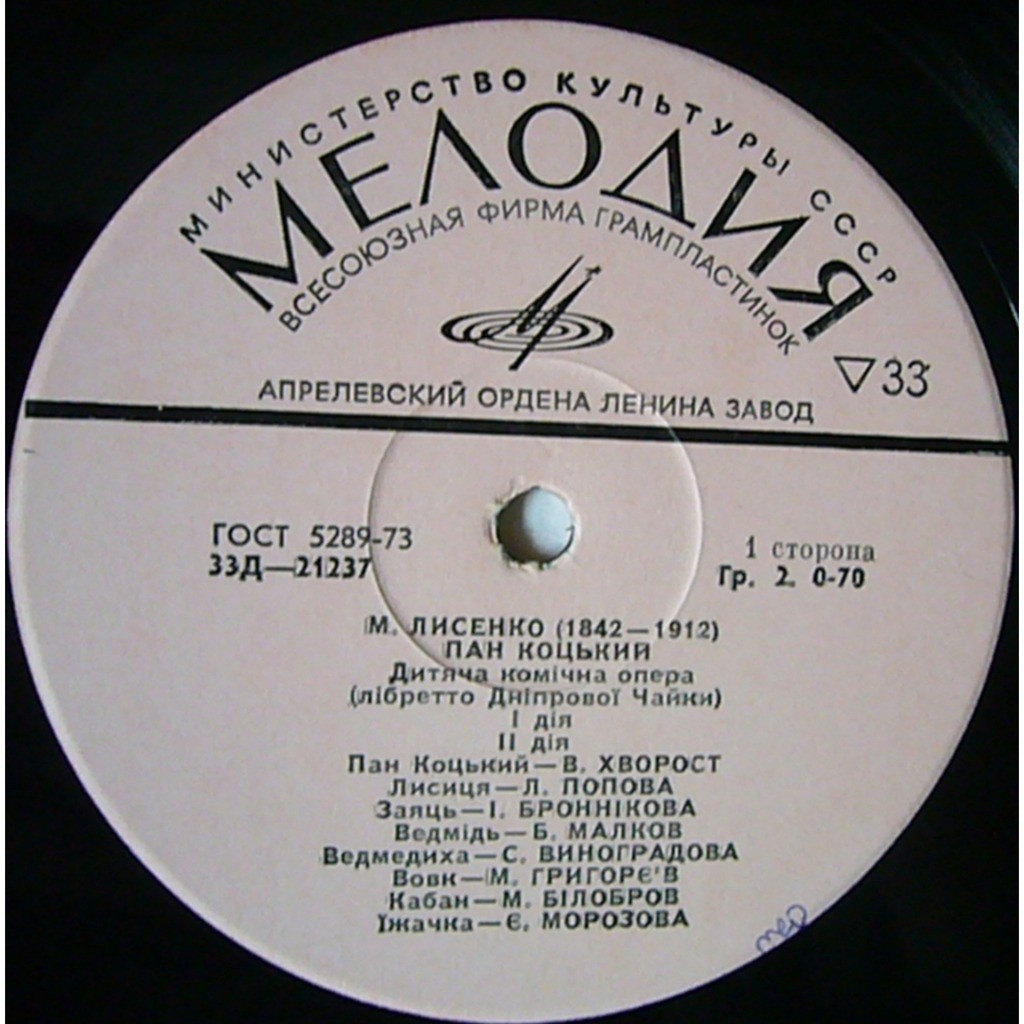 МИНИСТЕРСТВО КУЛЬТУРЫ СССР
МЕЛОДИЯ
ВСЕСОЮЗНАЯ ФИРМА ГРАМПЛАСТИНОК
▽33
АПРЕЛЕВСКИЙ ОРДЕНА ЛЕНИНА ЗАВОД
ГОСТ 5289-73
33Д—21237
1 сторона
Гр. 2. 0-70
М. ЛИСЕНКО (1842—1912)
ПАН КОЦЬКИЙ
Дитяча комічна опера
(лібретто Дніпрової Чайки)
I дія
II дія
Пан Коцький—В. ХВОРОСТ
Лисиця—Л. ПОПОВА
Заяць—І. БРОННІКОВА
Ведмідь—Б. МАЛКОВ
Ведмедиха—С. ВИНОГРАДОВА
Вовк—М. ГРИГОРЄ'В
Кабан—М. БІЛОБРОВ
Їжачка—Є. МОРОЗОВА